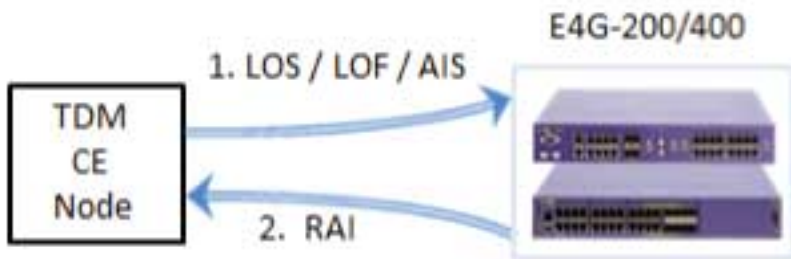 E4G-200/400
1. LOS / LOF / AIS
TDM
CE
Node
2. RAI